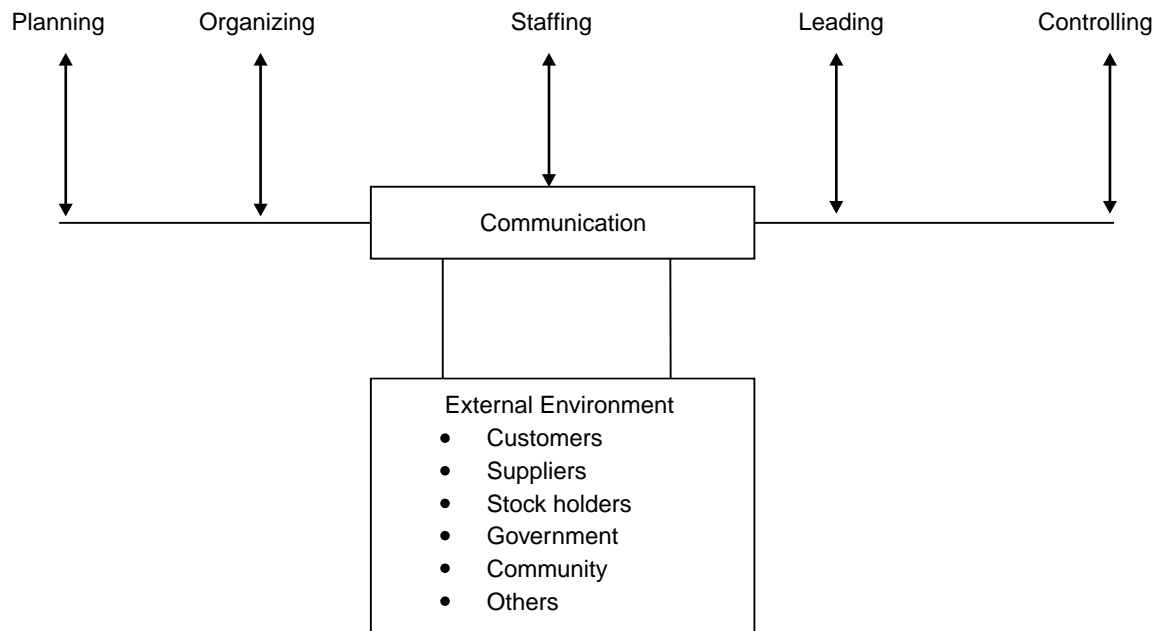 Planning Organizing Staffing Leading Controlling
Communication
External Environment
• Customers
• Suppliers
• Stock holders
• Government
• Community
• Others